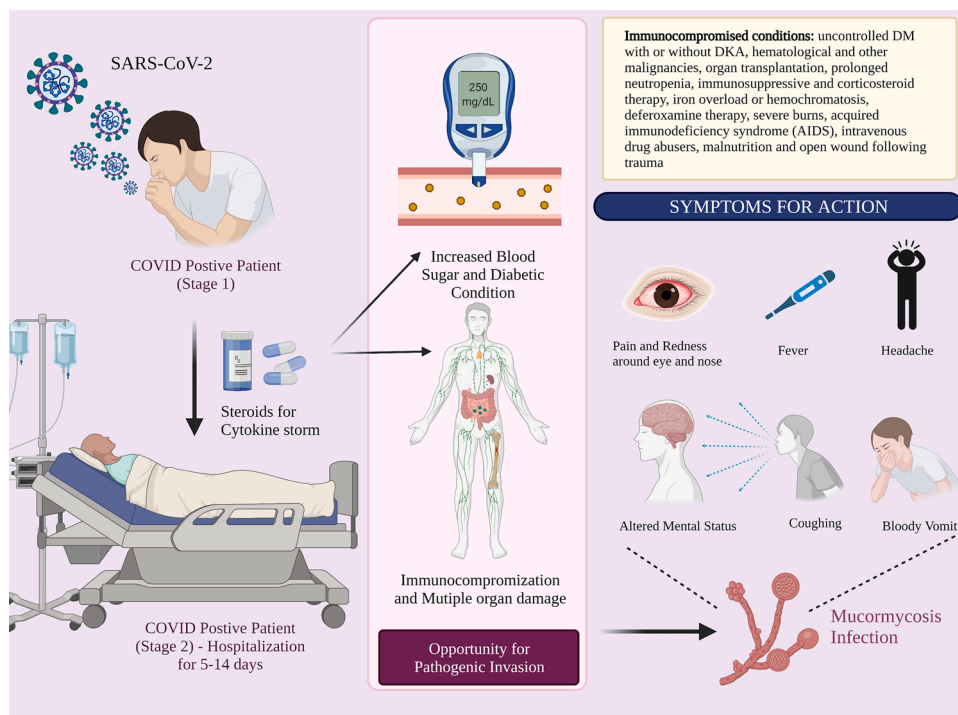 SARS-CoV-2
COVID Postive Patient
(Stage 1)
Rx
Steroids for
Cytokine storm
COVID Postive Patient
(Stage 2) - Hospitalization
for 5-14 days
250
mg/dL
Increased Blood
Sugar and Diabetic
Condition
Immunocompromization
and Mutiple organ damage
Opportunity for
Pathogenic Invasion
Immunocompromised conditions: uncontrolled DM
with or without DKA, hematological and other
malignancies, organ transplantation, prolonged
neutropenia, immunosuppressive and corticosteroid
therapy, iron overload or hemochromatosis,
deferoxamine therapy, severe burns, acquired
immunodeficiency syndrome (AIDS), intravenous
drug abusers, malnutrition and open wound following
trauma
SYMPTOMS FOR ACTION
Pain and Redness
around eye and nose
Fever
Headache
Altered Mental Status
Coughing
Bloody Vomit
Mucormycosis
Infection